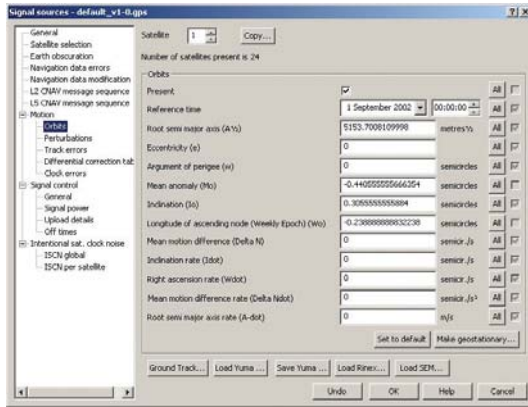 Signal sources - default_v1-0.gps
General
Satellite selection
Earth obscuration
Navigation data errors
Navigation data modification
L2 CNAV message sequence
L5 CNAV message sequence
Motion
Orbits
Perturbations
Track errors
Differential correction tab
Clock errors
Signal control
General
Signal power
Upload details
Off times
Intentional sat. clock noise
ISCN global
ISCN per satellite
Satellite 1 Copy...
Number of satellites present is 24
Orbits
Present All
Reference time 1 September 2002 00:00:00 All
Root semi major axis (A½) 5153.7008109998 metres½ All
Eccentricity (e) 0 All
Argument of perigee (w) 0 semicircles All
Mean anomaly (Mo) -0.440555555666354 semicircles All
Inclination (Io) 0.3055555555884 semicircles All
Longitude of ascending node (Weekly Epoch) (Wo) -0.238888888832238 semicircles All
Mean motion difference (Delta N) 0 semicir./s All
Inclination rate (Idot) 0 semicir./s All
Right ascension rate (Wdot) 0 semicir./s All
Mean motion difference rate (Delta Ndot) 0 semicir./s² All
Root semi major axis rate (A-dot) 0 m/s All
Set to default Make geostationary...
Ground Track... Load Yuma ... Save Yuma ... Load Rinex... Load SEM...
Undo OK Help Cancel